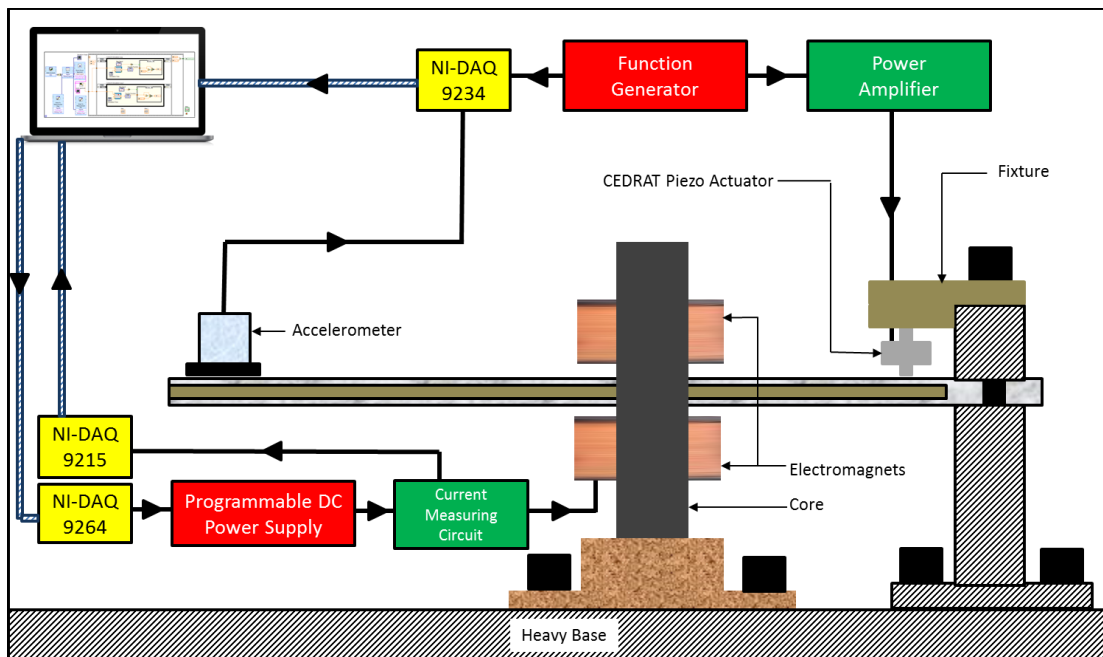 NI-DAQ
9234
Function
Generator
Power
Amplifier
CEDRAT Piezo Actuator
Fixture
Accelerometer
NI-DAQ
9215
NI-DAQ
9264
Programmable DC
Power Supply
Current
Measuring
Circuit
Electromagnets
Core
Heavy Base